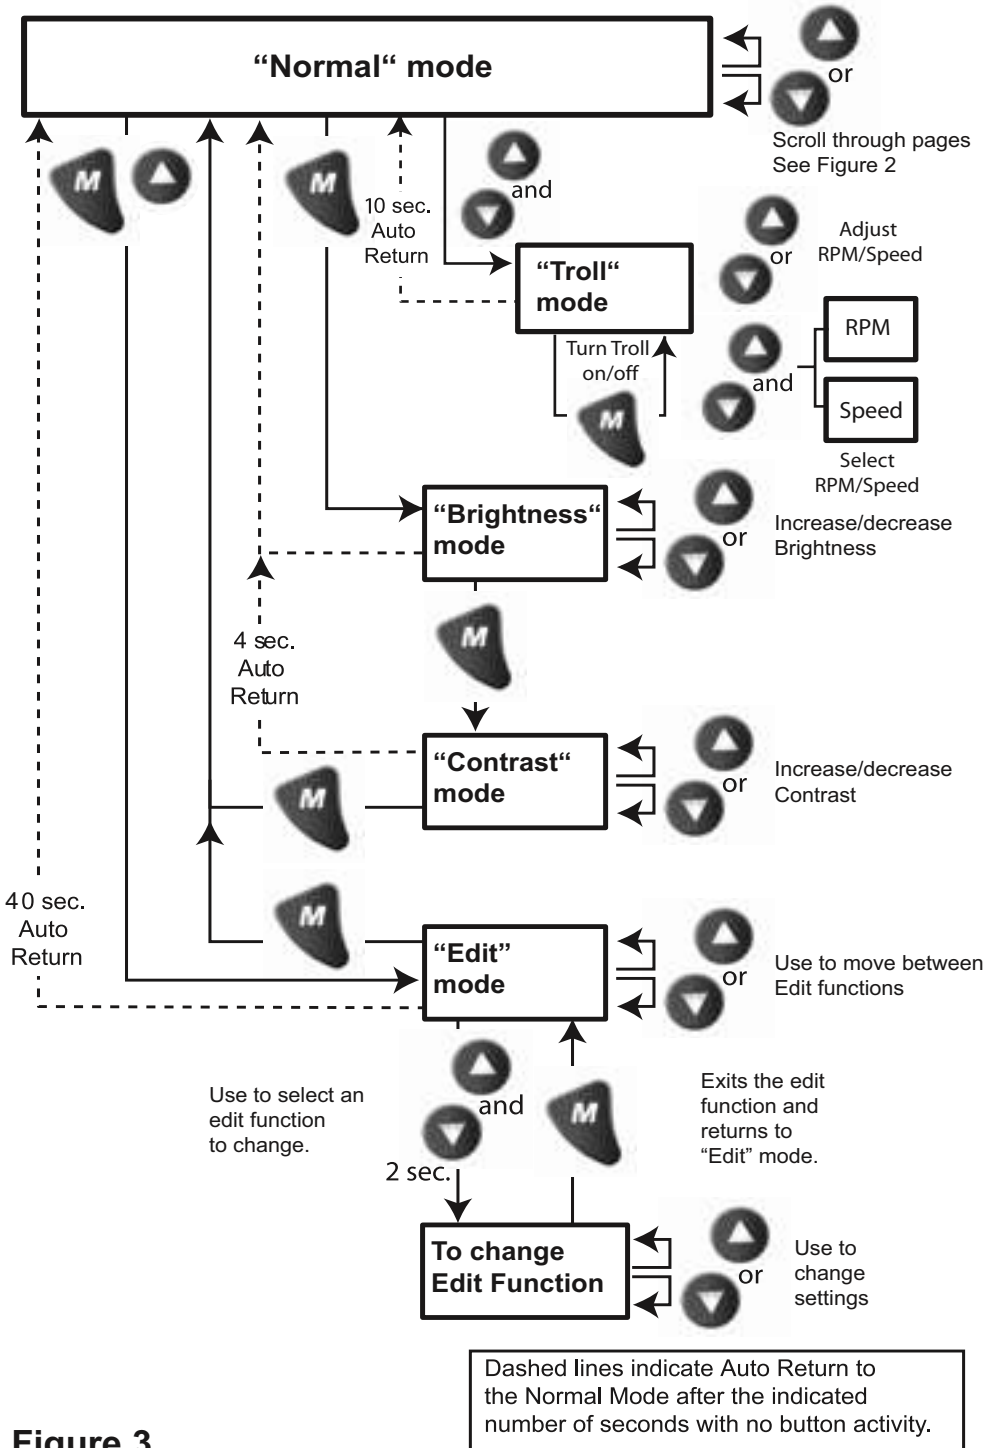 “Normal“ mode
or
Scroll through pages
See Figure 2
M
M
and
10 sec.
Auto
Return
“Troll“
mode
or
Adjust
RPM/Speed
Turn Troll
on/off
M
and
RPM
Speed
Select
RPM/Speed
“Brightness“
mode
or
Increase/decrease
Brightness
M
4 sec.
Auto
Return
“Contrast“
mode
or
Increase/decrease
Contrast
M
40 sec.
Auto
Return
M
“Edit”
mode
or
Use to move between
Edit functions
Use to select an
edit function
to change.
and
2 sec.
M
Exits the edit
function and
returns to
“Edit” mode.
To change
Edit Function
or
Use to
change
settings
Dashed lines indicate Auto Return to
the Normal Mode after the indicated
number of seconds with no button activity.
Figure 3